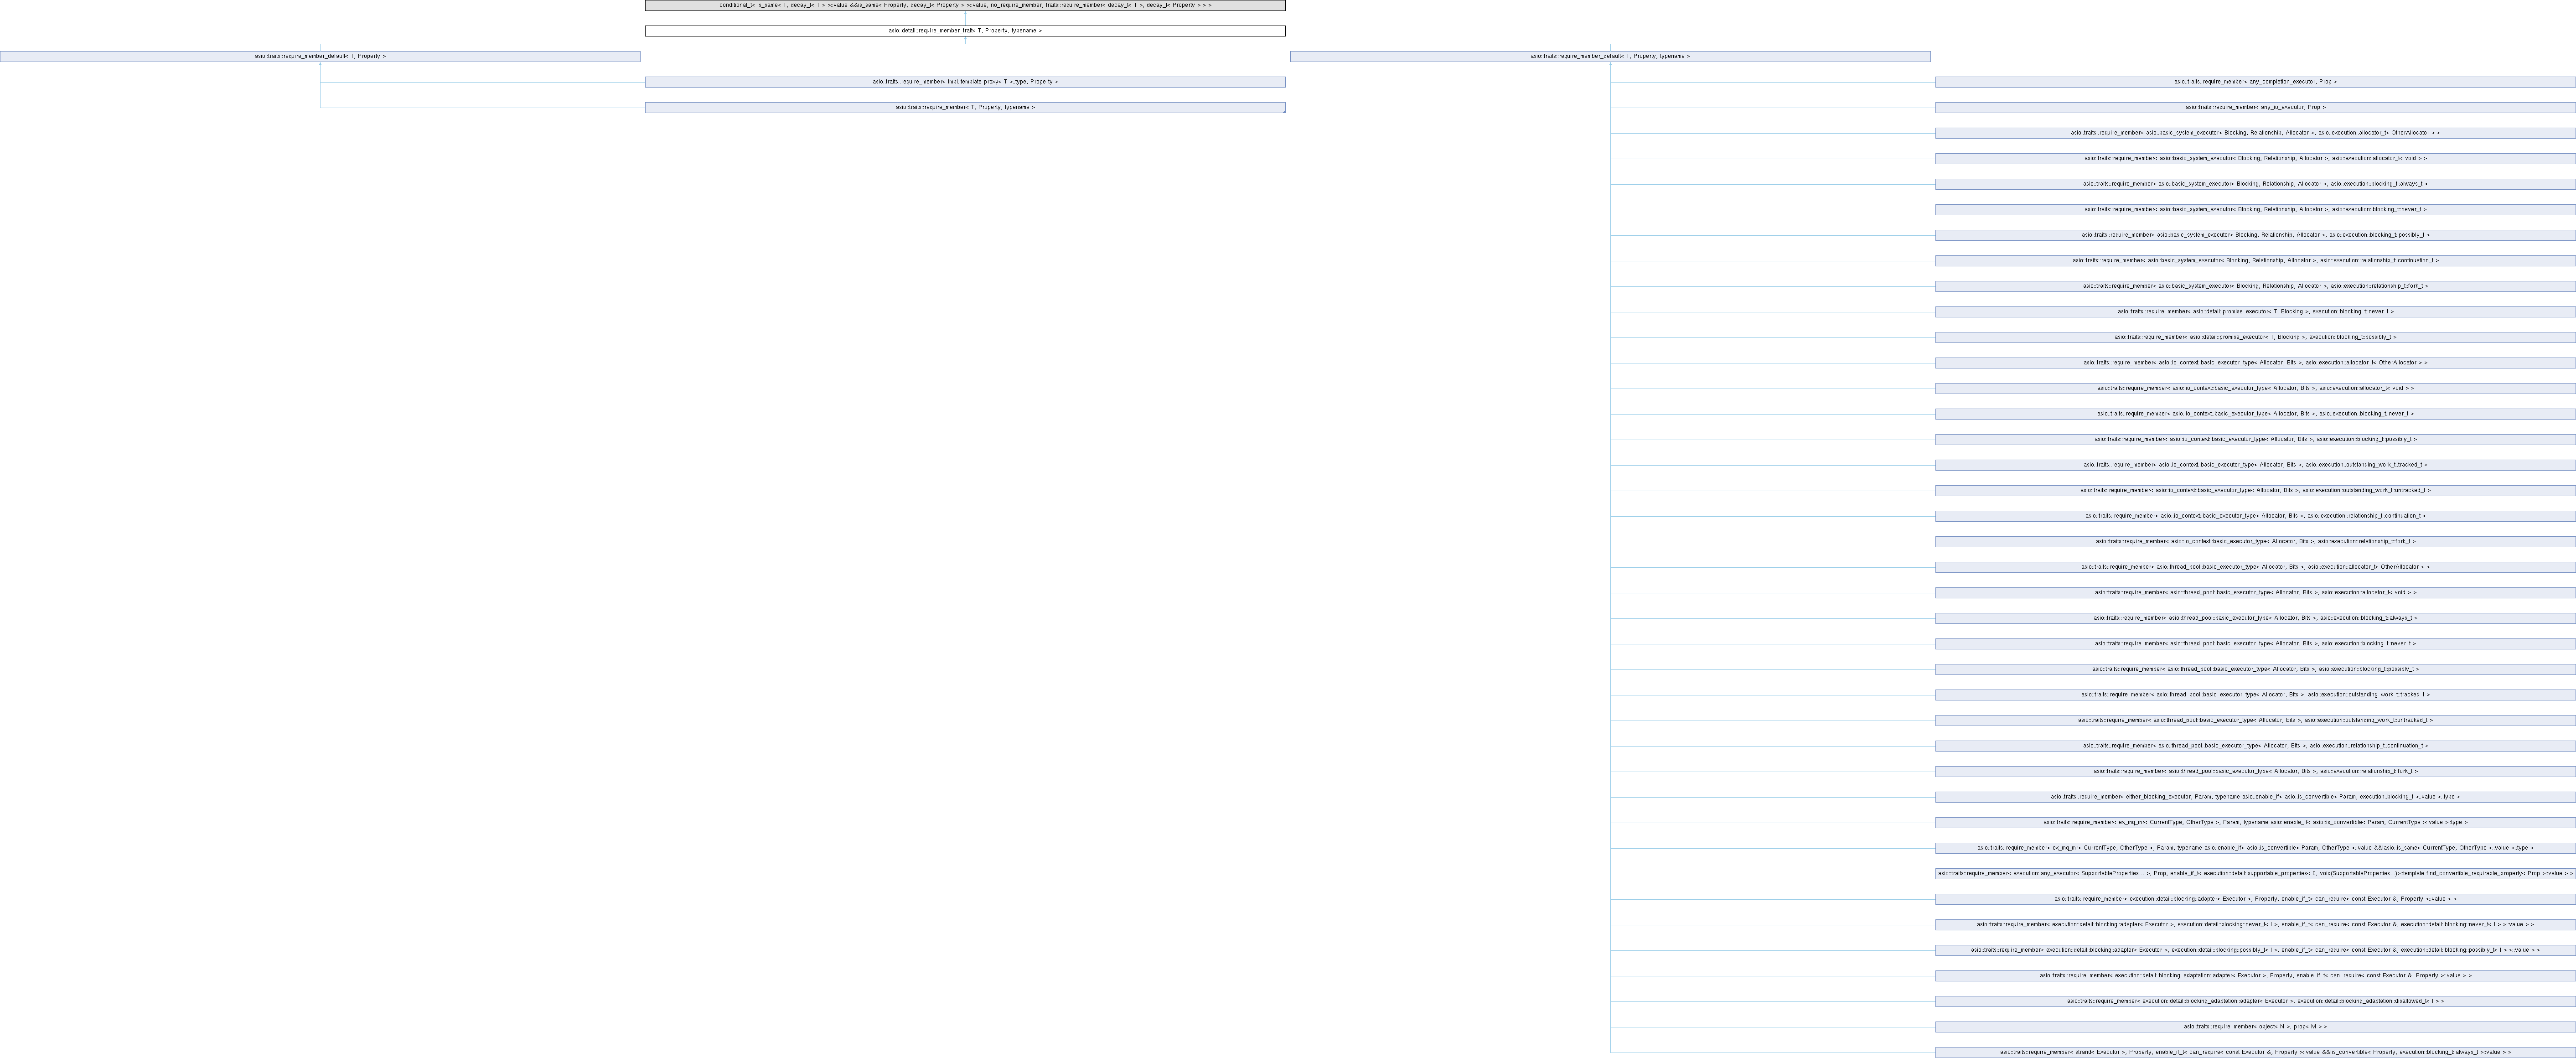 conditional_t< is_same< T, decay_t< T > >::value &&is_same< Property, decay_t< Property > >::value, no_require_member, traits::require_member< decay_t< T >, decay_t< Property > > >
asio::detail::require_member_trait< T, Property, typename >
asio::traits::require_member_default< T, Property >
asio::traits::require_member_default< T, Property, typename >
asio::traits::require_member< Impl::template proxy< T >::type, Property >
asio::traits::require_member< any_completion_executor, Prop >
asio::traits::require_member< T, Property, typename >
asio::traits::require_member< any_io_executor, Prop >
asio::traits::require_member< asio::basic_system_executor< Blocking, Relationship, Allocator >, asio::execution::allocator_t< OtherAllocator > >
asio::traits::require_member< asio::basic_system_executor< Blocking, Relationship, Allocator >, asio::execution::allocator_t< void > >
asio::traits::require_member< asio::basic_system_executor< Blocking, Relationship, Allocator >, asio::execution::blocking_t::always_t >
asio::traits::require_member< asio::basic_system_executor< Blocking, Relationship, Allocator >, asio::execution::blocking_t::never_t >
asio::traits::require_member< asio::basic_system_executor< Blocking, Relationship, Allocator >, asio::execution::blocking_t::possibly_t >
asio::traits::require_member< asio::basic_system_executor< Blocking, Relationship, Allocator >, asio::execution::relationship_t::continuation_t >
asio::traits::require_member< asio::basic_system_executor< Blocking, Relationship, Allocator >, asio::execution::relationship_t::fork_t >
asio::traits::require_member< asio::detail::promise_executor< T, Blocking >, execution::blocking_t::never_t >
asio::traits::require_member< asio::detail::promise_executor< T, Blocking >, execution::blocking_t::possibly_t >
asio::traits::require_member< asio::io_context::basic_executor_type< Allocator, Bits >, asio::execution::allocator_t< OtherAllocator > >
asio::traits::require_member< asio::io_context::basic_executor_type< Allocator, Bits >, asio::execution::allocator_t< void > >
asio::traits::require_member< asio::io_context::basic_executor_type< Allocator, Bits >, asio::execution::blocking_t::never_t >
asio::traits::require_member< asio::io_context::basic_executor_type< Allocator, Bits >, asio::execution::blocking_t::possibly_t >
asio::traits::require_member< asio::io_context::basic_executor_type< Allocator, Bits >, asio::execution::outstanding_work_t::tracked_t >
asio::traits::require_member< asio::io_context::basic_executor_type< Allocator, Bits >, asio::execution::outstanding_work_t::untracked_t >
asio::traits::require_member< asio::io_context::basic_executor_type< Allocator, Bits >, asio::execution::relationship_t::continuation_t >
asio::traits::require_member< asio::io_context::basic_executor_type< Allocator, Bits >, asio::execution::relationship_t::fork_t >
asio::traits::require_member< asio::thread_pool::basic_executor_type< Allocator, Bits >, asio::execution::allocator_t< OtherAllocator > >
asio::traits::require_member< asio::thread_pool::basic_executor_type< Allocator, Bits >, asio::execution::allocator_t< void > >
asio::traits::require_member< asio::thread_pool::basic_executor_type< Allocator, Bits >, asio::execution::blocking_t::always_t >
asio::traits::require_member< asio::thread_pool::basic_executor_type< Allocator, Bits >, asio::execution::blocking_t::never_t >
asio::traits::require_member< asio::thread_pool::basic_executor_type< Allocator, Bits >, asio::execution::blocking_t::possibly_t >
asio::traits::require_member< asio::thread_pool::basic_executor_type< Allocator, Bits >, asio::execution::outstanding_work_t::tracked_t >
asio::traits::require_member< asio::thread_pool::basic_executor_type< Allocator, Bits >, asio::execution::outstanding_work_t::untracked_t >
asio::traits::require_member< asio::thread_pool::basic_executor_type< Allocator, Bits >, asio::execution::relationship_t::continuation_t >
asio::traits::require_member< asio::thread_pool::basic_executor_type< Allocator, Bits >, asio::execution::relationship_t::fork_t >
asio::traits::require_member< either_blocking_executor, Param, typename asio::enable_if< asio::is_convertible< Param, execution::blocking_t >::value >::type >
asio::traits::require_member< ex_mq_mr< CurrentType, OtherType >, Param, typename asio::enable_if< asio::is_convertible< Param, CurrentType >::value >::type >
asio::traits::require_member< ex_mq_mr< CurrentType, OtherType >, Param, typename asio::enable_if< asio::is_convertible< Param, OtherType >::value &&!asio::is_same< CurrentType, OtherType >::value >::type >
asio::traits::require_member< execution::any_executor< SupportableProperties... >, Prop, enable_if_t< execution::detail::supportable_properties< 0, void(SupportableProperties...)>::template find_convertible_requirable_property< Prop >::value > >
asio::traits::require_member< execution::detail::blocking::adapter< Executor >, Property, enable_if_t< can_require< const Executor &, Property >::value > >
asio::traits::require_member< execution::detail::blocking::adapter< Executor >, execution::detail::blocking::never_t< I >, enable_if_t< can_require< const Executor &, execution::detail::blocking::never_t< I > >::value > >
asio::traits::require_member< execution::detail::blocking::adapter< Executor >, execution::detail::blocking::possibly_t< I >, enable_if_t< can_require< const Executor &, execution::detail::blocking::possibly_t< I > >::value > >
asio::traits::require_member< execution::detail::blocking_adaptation::adapter< Executor >, Property, enable_if_t< can_require< const Executor &, Property >::value > >
asio::traits::require_member< execution::detail::blocking_adaptation::adapter< Executor >, execution::detail::blocking_adaptation::disallowed_t< I > >
asio::traits::require_member< object< N >, prop< M > >
asio::traits::require_member< strand< Executor >, Property, enable_if_t< can_require< const Executor &, Property >::value &&!is_convertible< Property, execution::blocking_t::always_t >::value > >